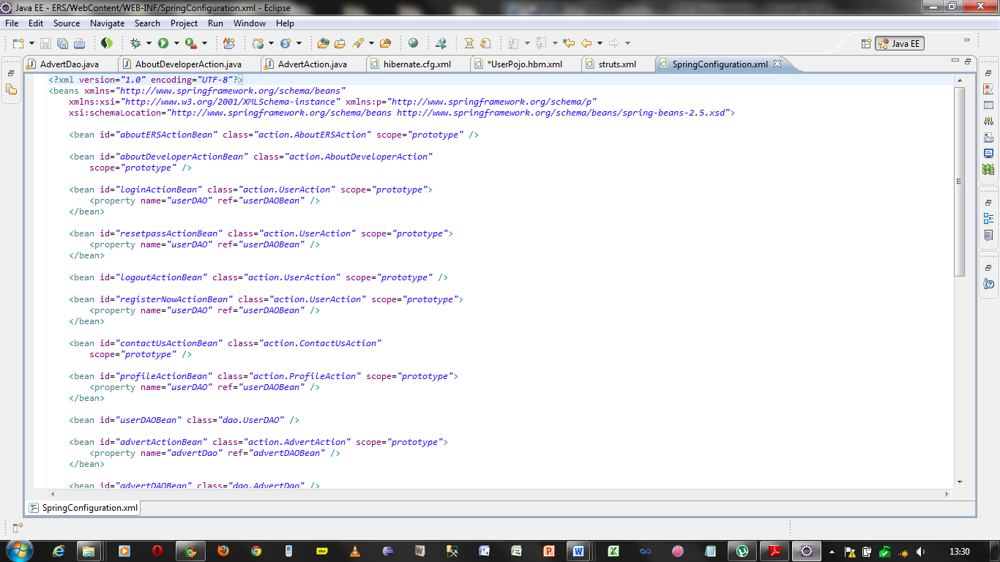 Java EE - ERS/WebContent/WEB-INF/SpringConfiguration.xml - Eclipse
File Edit Source Navigate Search Project Run Window Help
Java EE
AdvertDao.java AboutDeveloperAction.java AdvertAction.java hibernate.cfg.xml *UserPojo.hbm.xml struts.xml SpringConfiguration.xml
<?xml version="1.0" encoding="UTF-8"?>
<beans xmlns="http://www.springframework.org/schema/beans"
xmlns:xsi="http://www.w3.org/2001/XMLSchema-instance" xmlns:p="http://www.springframework.org/schema/p"
xsi:schemaLocation="http://www.springframework.org/schema/beans http://www.springframework.org/schema/beans/spring-beans-2.5.xsd">
<bean id="aboutERSActionBean" class="action.AboutERSAction" scope="prototype" />
<bean id="aboutDeveloperActionBean" class="action.AboutDeveloperAction"
scope="prototype" />
<bean id="loginActionBean" class="action.UserAction" scope="prototype">
<property name="userDAO" ref="userDAOBean" />
</bean>
<bean id="resetpassActionBean" class="action.UserAction" scope="prototype">
<property name="userDAO" ref="userDAOBean" />
</bean>
<bean id="logoutActionBean" class="action.UserAction" scope="prototype" />
<bean id="registerNowActionBean" class="action.UserAction" scope="prototype">
<property name="userDAO" ref="userDAOBean" />
</bean>
<bean id="contactUsActionBean" class="action.ContactUsAction"
scope="prototype" />
<bean id="profileActionBean" class="action.ProfileAction" scope="prototype">
<property name="userDAO" ref="userDAOBean" />
</bean>
<bean id="userDAOBean" class="dao.UserDAO" />
<bean id="advertActionBean" class="action.AdvertAction" scope="prototype">
<property name="advertDao" ref="advertDAOBean" />
</bean>
<bean id="advertDAOBean" class="dao.AdvertDao" />
SpringConfiguration.xml
13:30